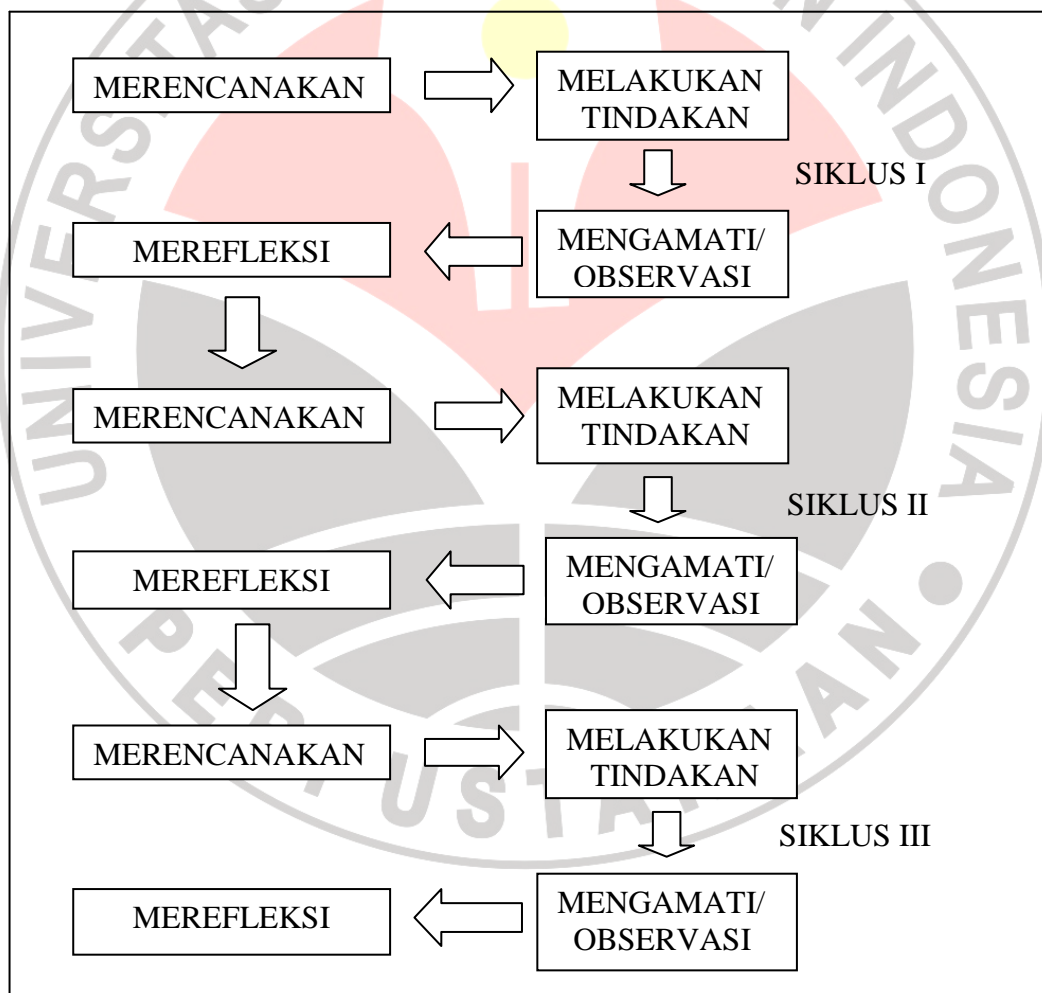 MERENCANAKAN
MELAKUKAN
TINDAKAN
SIKLUS I
MEREFLEKSI
MENGAMATI/
OBSERVASI
MERENCANAKAN
MELAKUKAN
TINDAKAN
SIKLUS II
MEREFLEKSI
MENGAMATI/
OBSERVASI
MERENCANAKAN
MELAKUKAN
TINDAKAN
SIKLUS III
MEREFLEKSI
MENGAMATI/
OBSERVASI
INDONESIA